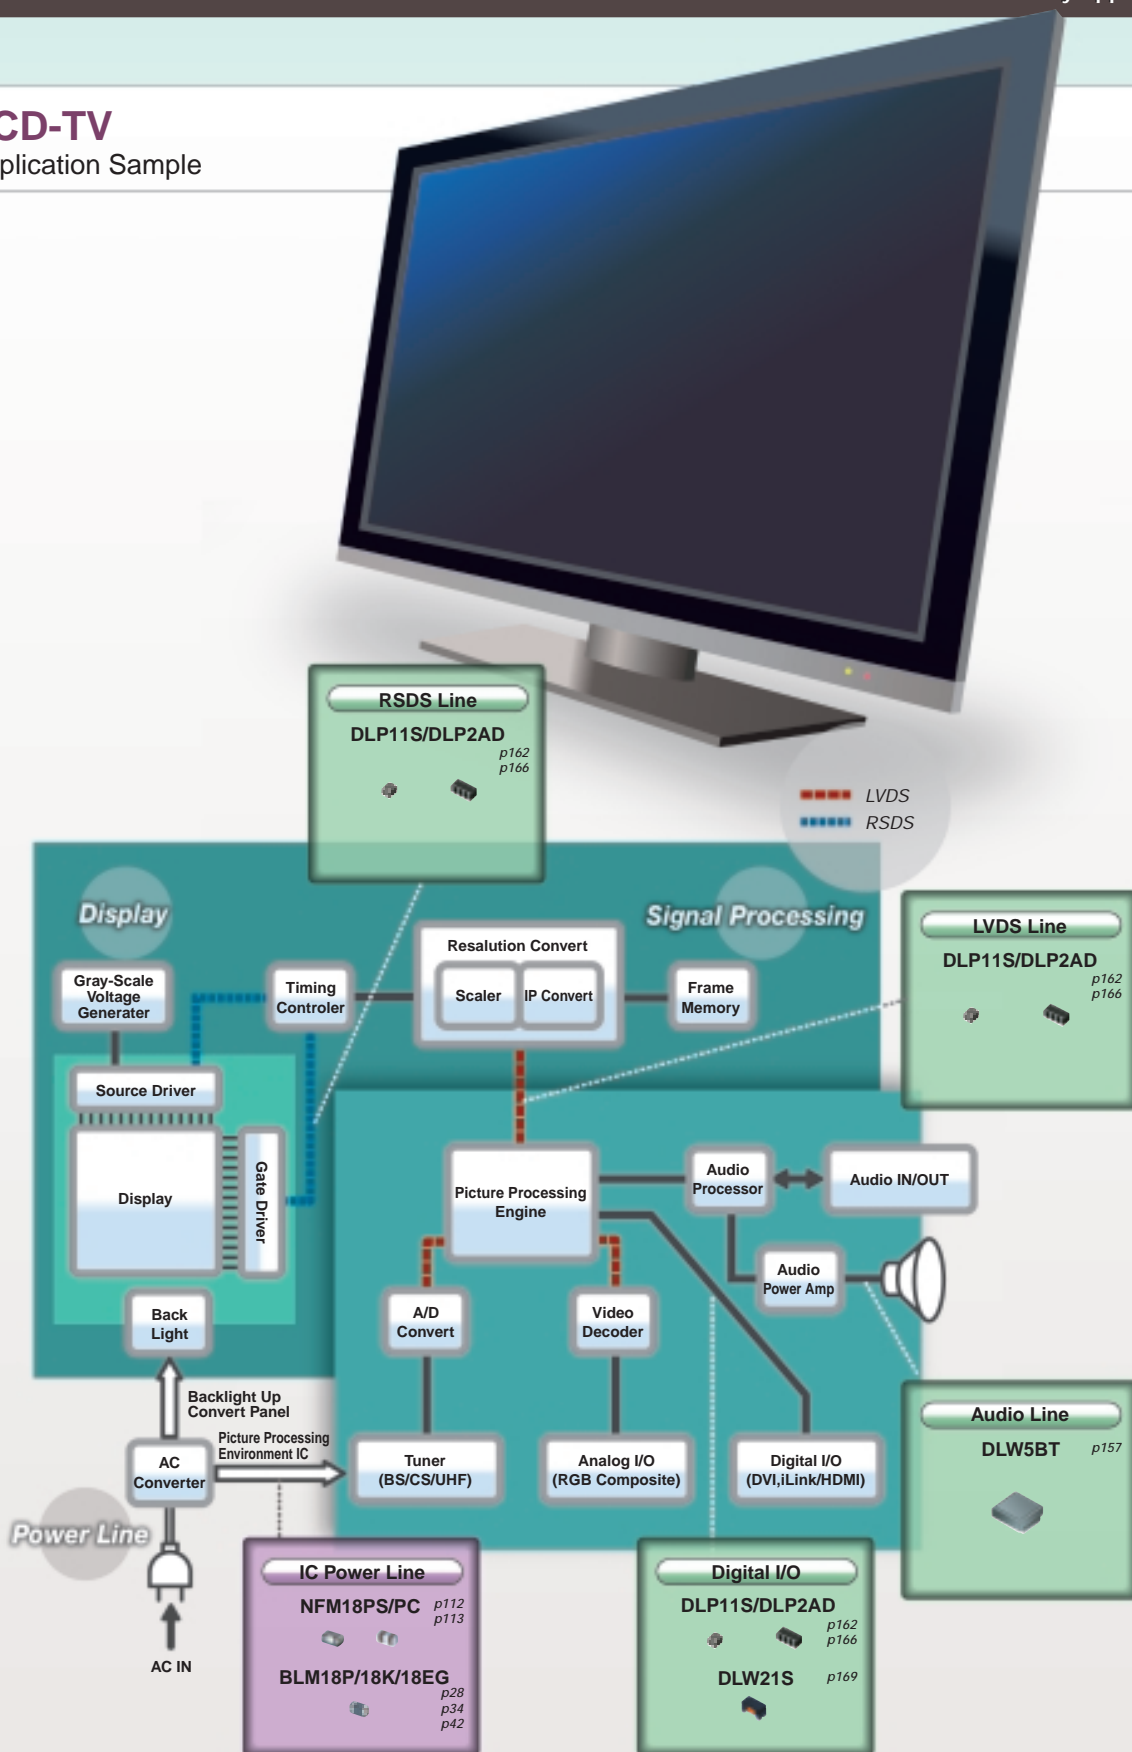 CD-TV
plication Sample
RSDS Line
DLP11S/DLP2AD
p162
p166
LVDS
RSDS
Display
Signal Processing
LVDS Line
DLP11S/DLP2AD
p162
p166
Resalution Convert
Scaler
IP Convert
Gray-Scale
Voltage
Generater
Timing
Controler
Frame
Memory
Source Driver
Display
Gate Driver
Picture Processing
Engine
Audio
Processor
Audio IN/OUT
Audio
Power Amp
Back
Light
A/D
Convert
Video
Decoder
Backlight Up
Convert Panel
Picture Processing
Environment IC
AC
Converter
Tuner
(BS/CS/UHF)
Analog I/O
(RGB Composite)
Digital I/O
(DVI,iLink/HDMI)
Audio Line
DLW5BT
p157
Power Line
AC IN
IC Power Line
NFM18PS/PC
p112
p113
BLM18P/18K/18EG
p28
p34
p42
Digital I/O
DLP11S/DLP2AD
p162
p166
DLW21S
p169